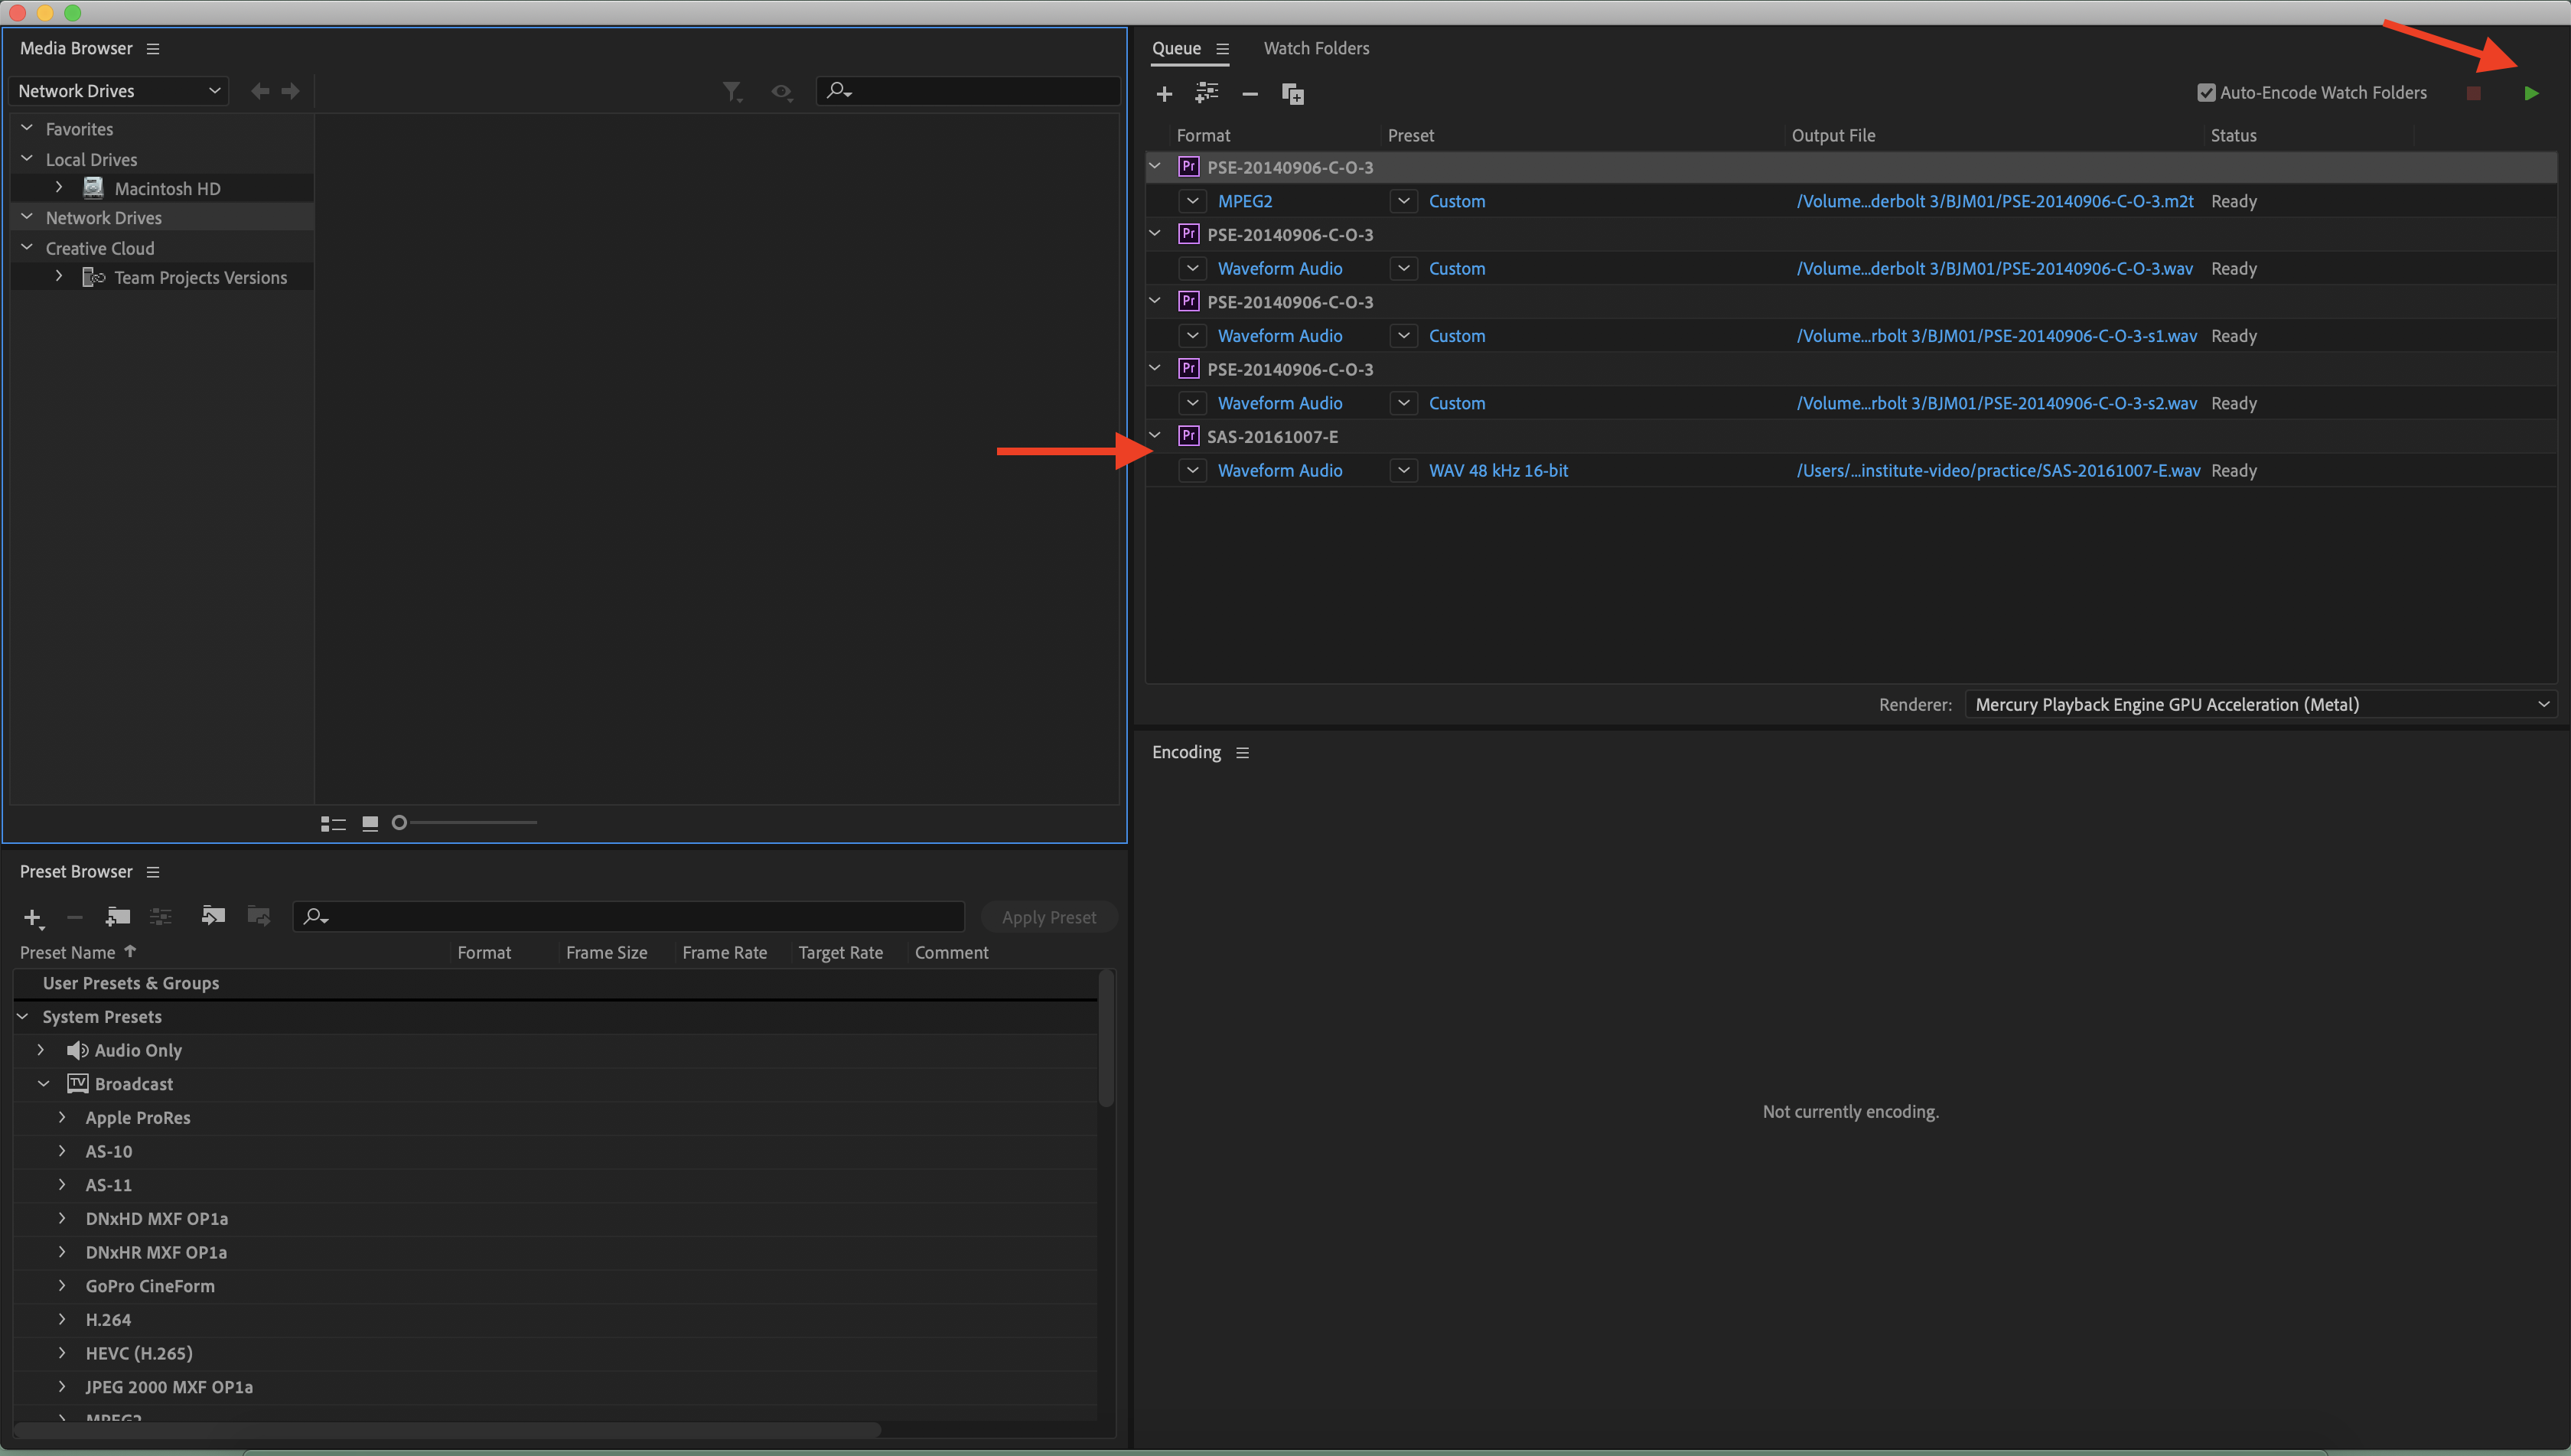 Media Browser
Network Drives
Favorites
Local Drives
Macintosh HD
Network Drives
Creative Cloud
Team Projects Versions
Queue Watch Folders
Auto-Encode Watch Folders
Format Preset Output File Status
Pr PSE-20140906-C-O-3
MPEG2 Custom /Volume...derbolt 3/BJM01/PSE-20140906-C-O-3.m2t Ready
Pr PSE-20140906-C-O-3
Waveform Audio Custom /Volume...derbolt 3/BJM01/PSE-20140906-C-O-3.wav Ready
Pr PSE-20140906-C-O-3
Waveform Audio Custom /Volume...rbolt 3/BJM01/PSE-20140906-C-O-3-s1.wav Ready
Pr PSE-20140906-C-O-3
Waveform Audio Custom /Volume...rbolt 3/BJM01/PSE-20140906-C-O-3-s2.wav Ready
Pr SAS-20161007-E
Waveform Audio WAV 48 kHz 16-bit /Users/...institute-video/practice/SAS-20161007-E.wav Ready
Renderer: Mercury Playback Engine GPU Acceleration (Metal)
Encoding
Not currently encoding.
Preset Browser
Apply Preset
Preset Name Format Frame Size Frame Rate Target Rate Comment
User Presets & Groups
System Presets
Audio Only
TV Broadcast
Apple ProRes
AS-10
AS-11
DNxHD MXF OP1a
DNxHR MXF OP1a
GoPro CineForm
H.264
HEVC (H.265)
JPEG 2000 MXF OP1a
MPEG2